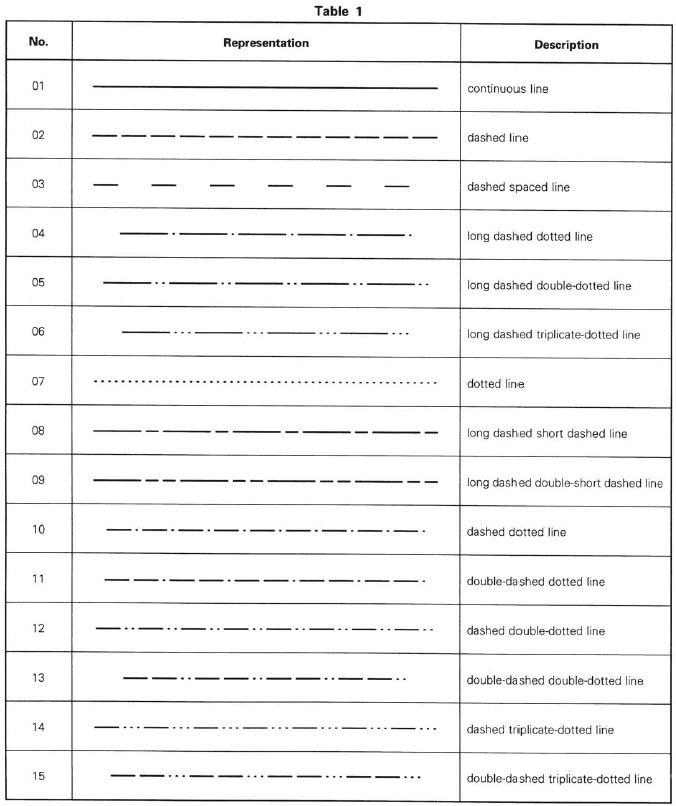 Table 1
No. Representation Description
01 continuous line
02 dashed line
03 dashed spaced line
04 long dashed dotted line
05 long dashed double-dotted line
06 long dashed triplicate-dotted line
07 dotted line
08 long dashed short dashed line
09 long dashed double-short dashed line
10 dashed dotted line
11 double-dashed dotted line
12 dashed double-dotted line
13 double-dashed double-dotted line
14 dashed triplicate-dotted line
15 double-dashed triplicate-dotted line